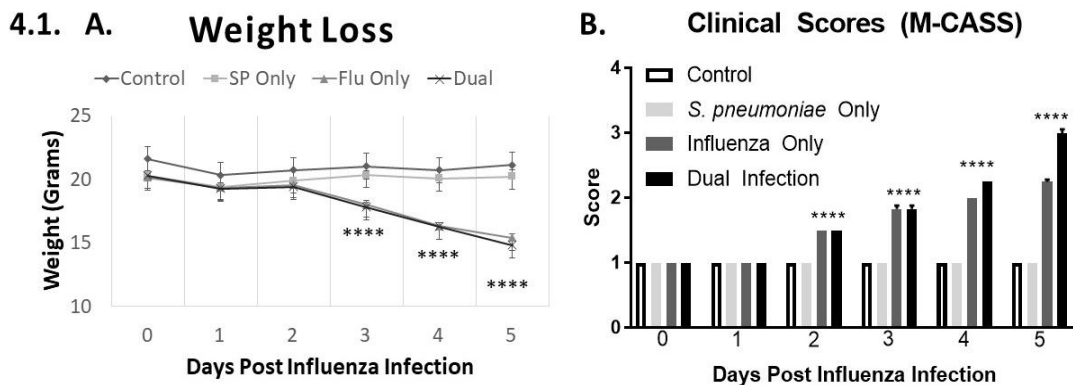 4.1. A. Weight Loss
Control SP Only Flu Only Dual
25
20
15
10
Weight (Grams)
**** **** ****
0 1 2 3 4 5
Days Post Influenza Infection
B. Clinical Scores (M-CASS)
Control
S. pneumoniae Only
Influenza Only
Dual Infection
4
3
2
1
0
Score
**** **** **** ****
0 1 2 3 4 5
Days Post Influenza Infection